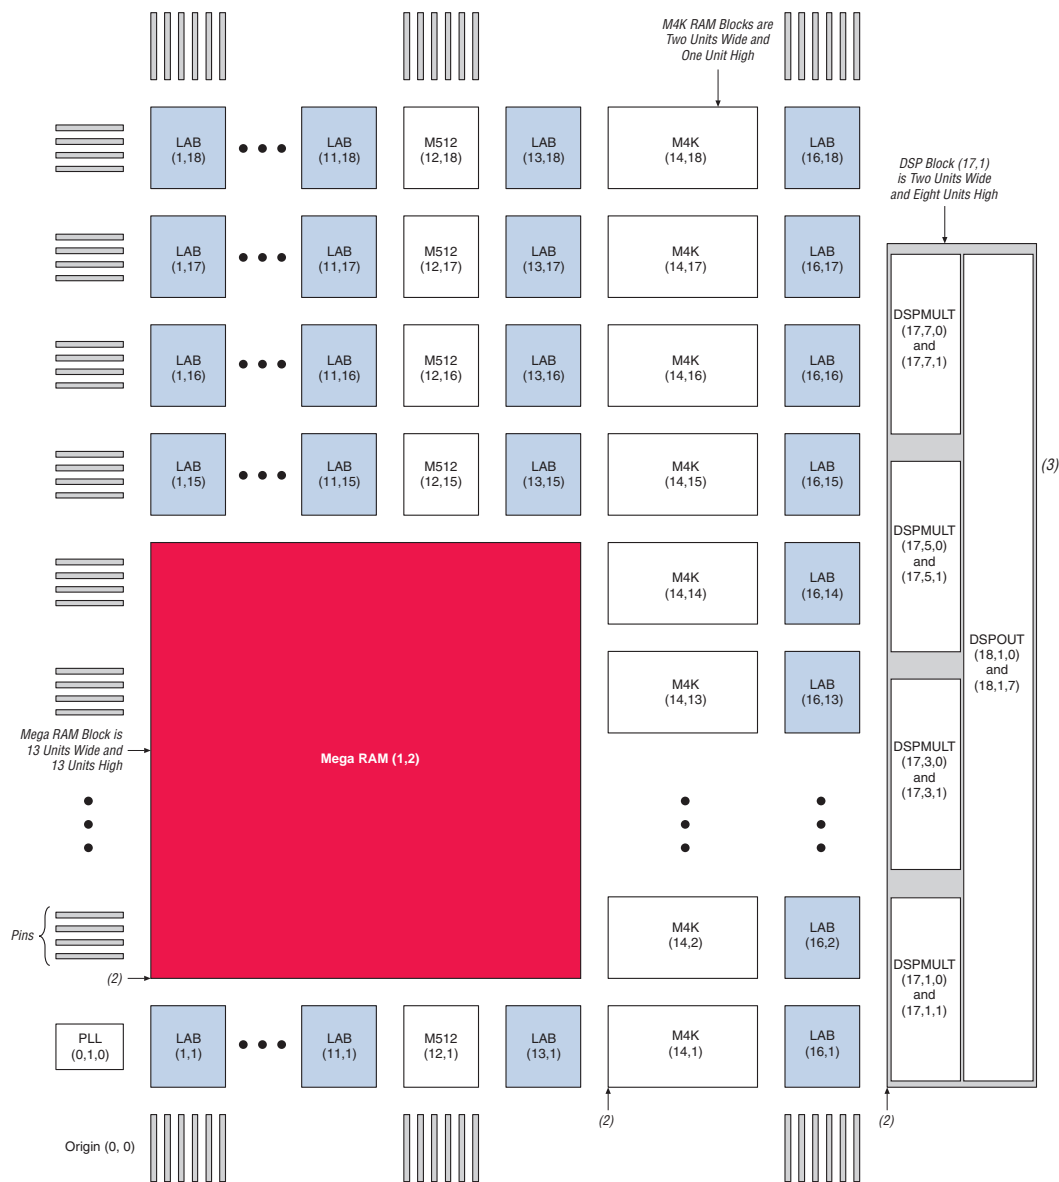 M4K RAM Blocks are
Two Units Wide and
One Unit High
LAB
(1,18)
LAB
(11,18)
M512
(12,18)
LAB
(13,18)
M4K
(14,18)
LAB
(16,18)
DSP Block (17,1)
is Two Units Wide
and Eight Units High
LAB
(1,17)
LAB
(11,17)
M512
(12,17)
LAB
(13,17)
M4K
(14,17)
LAB
(16,17)
LAB
(1,16)
LAB
(11,16)
M512
(12,16)
LAB
(13,16)
M4K
(14,16)
LAB
(16,16)
DSPMULT
(17,7,0)
and
(17,7,1)
LAB
(1,15)
LAB
(11,15)
M512
(12,15)
LAB
(13,15)
M4K
(14,15)
LAB
(16,15)
(3)
DSPMULT
(17,5,0)
and
(17,5,1)
M4K
(14,14)
LAB
(16,14)
DSPOUT
(18,1,0)
and
(18,1,7)
M4K
(14,13)
LAB
(16,13)
Mega RAM Block is
13 Units Wide and
13 Units High
Mega RAM (1,2)
DSPMULT
(17,3,0)
and
(17,3,1)
Pins
M4K
(14,2)
LAB
(16,2)
(2)
DSPMULT
(17,1,0)
and
(17,1,1)
PLL
(0,1,0)
LAB
(1,1)
LAB
(11,1)
M512
(12,1)
LAB
(13,1)
M4K
(14,1)
LAB
(16,1)
(2)
(2)
Origin (0, 0)